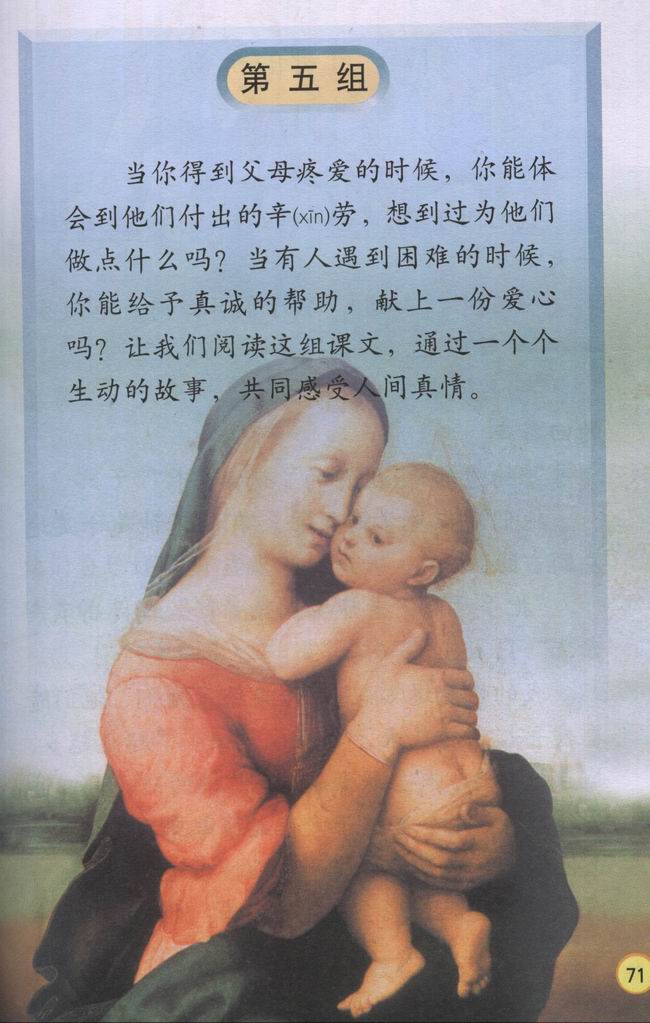 第五组
当你得到父母疼爱的时候，你能体
会到他们付出的辛(xīn)劳，想到过为他们
做点什么吗？当有人遇到困难的时候，
你能给予真诚的帮助，献上一份爱心
吗？让我们阅读这组课文，通过一个个
生动的故事，共同感受人间真情。
71